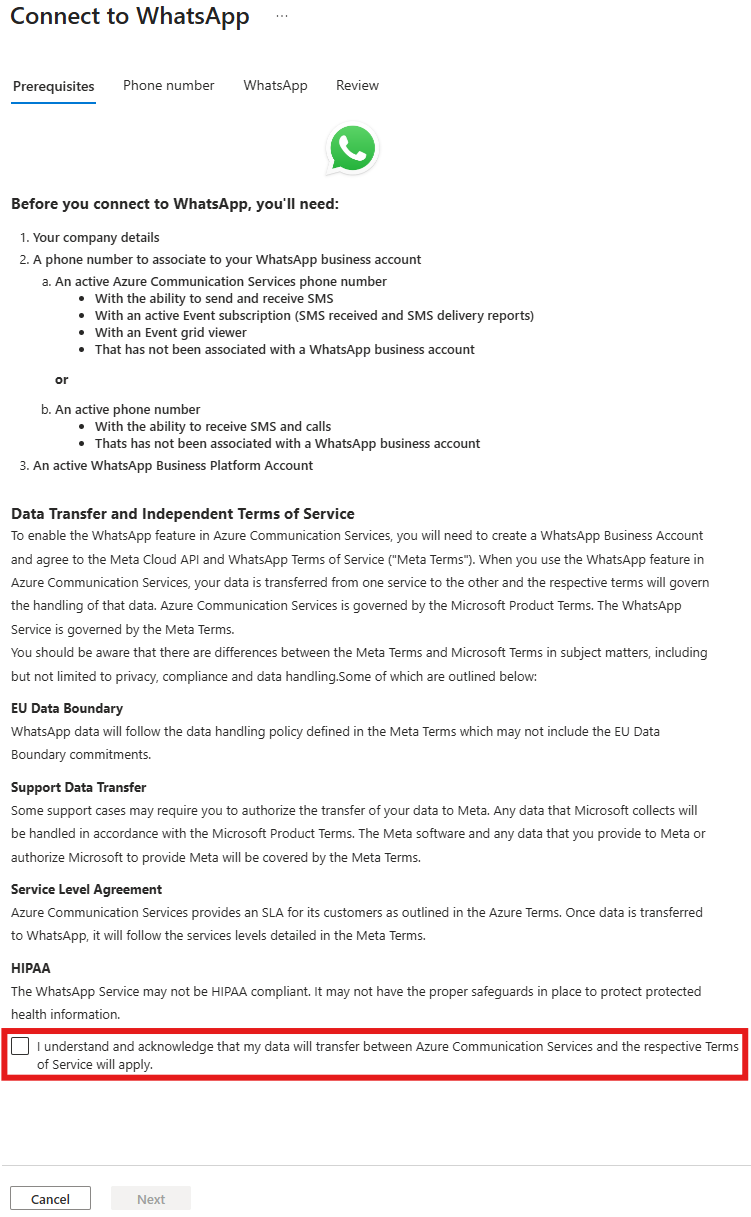 Connect to WhatsApp ...
Prerequisites Phone number WhatsApp Review
Before you connect to WhatsApp, you'll need:
1. Your company details
2. A phone number to associate to your WhatsApp business account
a. An active Azure Communication Services phone number
• With the ability to send and receive SMS
• With an active Event subscription (SMS received and SMS delivery reports)
• With an Event grid viewer
• That has not been associated with a WhatsApp business account
or
b. An active phone number
• With the ability to receive SMS and calls
• Thats has not been associated with a WhatsApp business account
3. An active WhatsApp Business Platform Account
Data Transfer and Independent Terms of Service
To enable the WhatsApp feature in Azure Communication Services, you will need to create a WhatsApp Business Account
and agree to the Meta Cloud API and WhatsApp Terms of Service ("Meta Terms"). When you use the WhatsApp feature in
Azure Communication Services, your data is transferred from one service to the other and the respective terms will govern
the handling of that data. Azure Communication Services is governed by the Microsoft Product Terms. The WhatsApp
Service is governed by the Meta Terms.
You should be aware that there are differences between the Meta Terms and Microsoft Terms in subject matters, including
but not limited to privacy, compliance and data handling.Some of which are outlined below:
EU Data Boundary
WhatsApp data will follow the data handling policy defined in the Meta Terms which may not include the EU Data
Boundary commitments.
Support Data Transfer
Some support cases may require you to authorize the transfer of your data to Meta. Any data that Microsoft collects will
be handled in accordance with the Microsoft Product Terms. The Meta software and any data that you provide to Meta or
authorize Microsoft to provide Meta will be covered by the Meta Terms.
Service Level Agreement
Azure Communication Services provides an SLA for its customers as outlined in the Azure Terms. Once data is transferred
to WhatsApp, it will follow the services levels detailed in the Meta Terms.
HIPAA
The WhatsApp Service may not be HIPAA compliant. It may not have the proper safeguards in place to protect protected
health information.
I understand and acknowledge that my data will transfer between Azure Communication Services and the respective Terms
of Service will apply.
Cancel Next